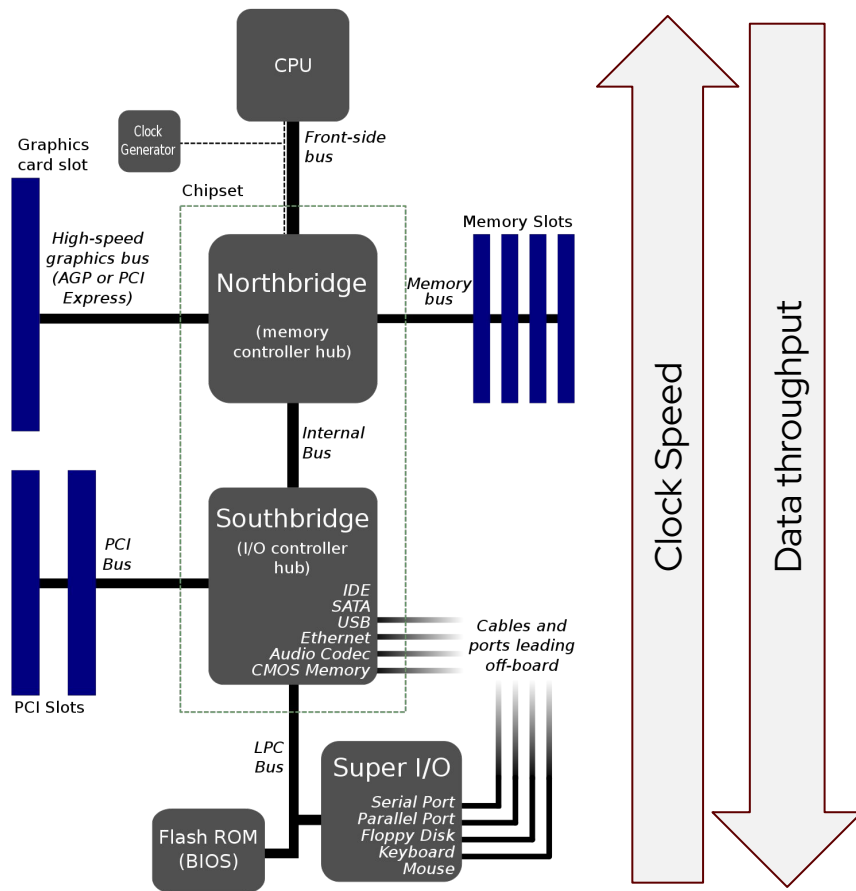 CPU
Clock
Generator
Front-side
bus
Graphics
card slot
Chipset
High-speed
graphics bus
(AGP or PCI
Express)
Northbridge
(memory
controller hub)
Memory
bus
Memory Slots
Internal
Bus
Southbridge
(I/O controller
hub)
IDE
SATA
USB
Ethernet
Audio Codec
CMOS Memory
PCI
Bus
PCI Slots
Cables and
ports leading
off-board
LPC
Bus
Super I/O
Serial Port
Parallel Port
Floppy Disk
Keyboard
Mouse
Flash ROM
(BIOS)
Clock Speed
Data throughput